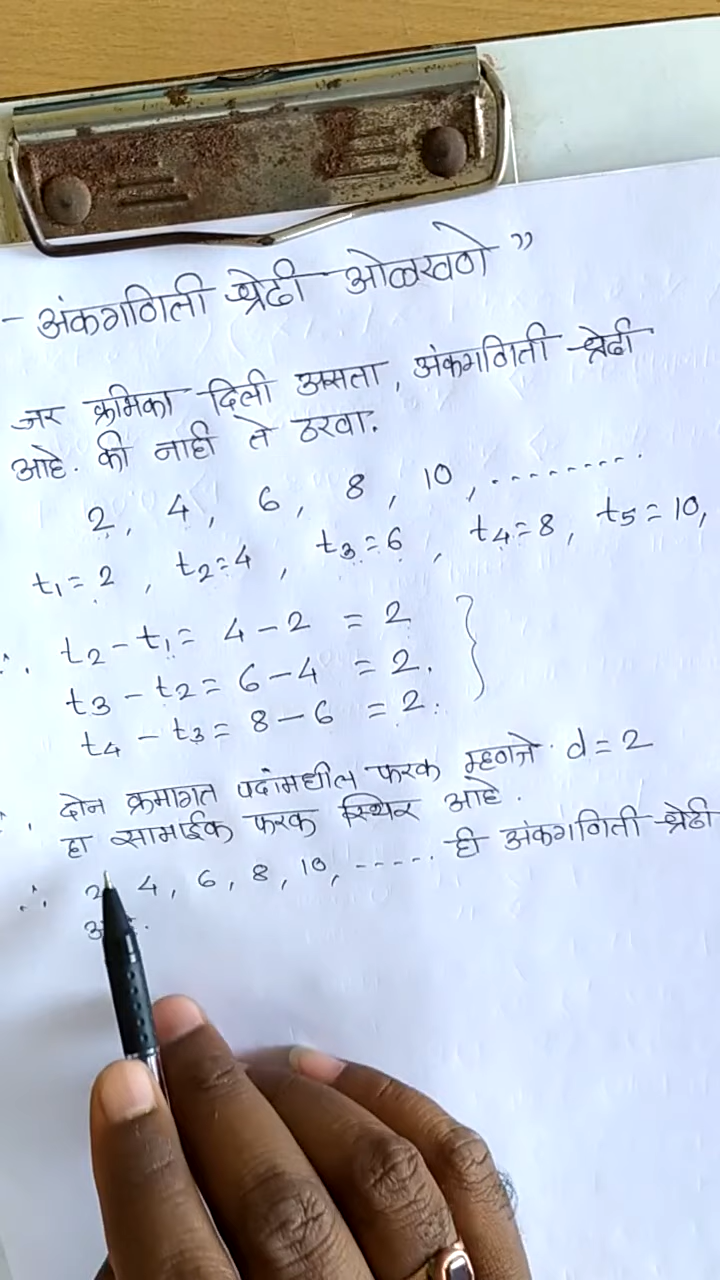 - अंकगणिती श्रेढी ओळखणे ”
जर क्रमिका दिली असता, अंकगणिती श्रेढी
आहे. की नाही ते ठरवा.
2, 4, 6, 8, 10, ........
t₁ = 2, t₂ = 4, t₃ = 6, t₄ = 8, t₅ = 10,
∴ t₂ - t₁ = 4 - 2 = 2
t₃ - t₂ = 6 - 4 = 2.
t₄ - t₃ = 8 - 6 = 2.
∴ दोन क्रमागत पदांमधील फरक म्हणजे d = 2
हा सामाईक फरक स्थिर आहे.
∴ 2, 4, 6, 8, 10, ----- ही अंकगणिती श्रेढी